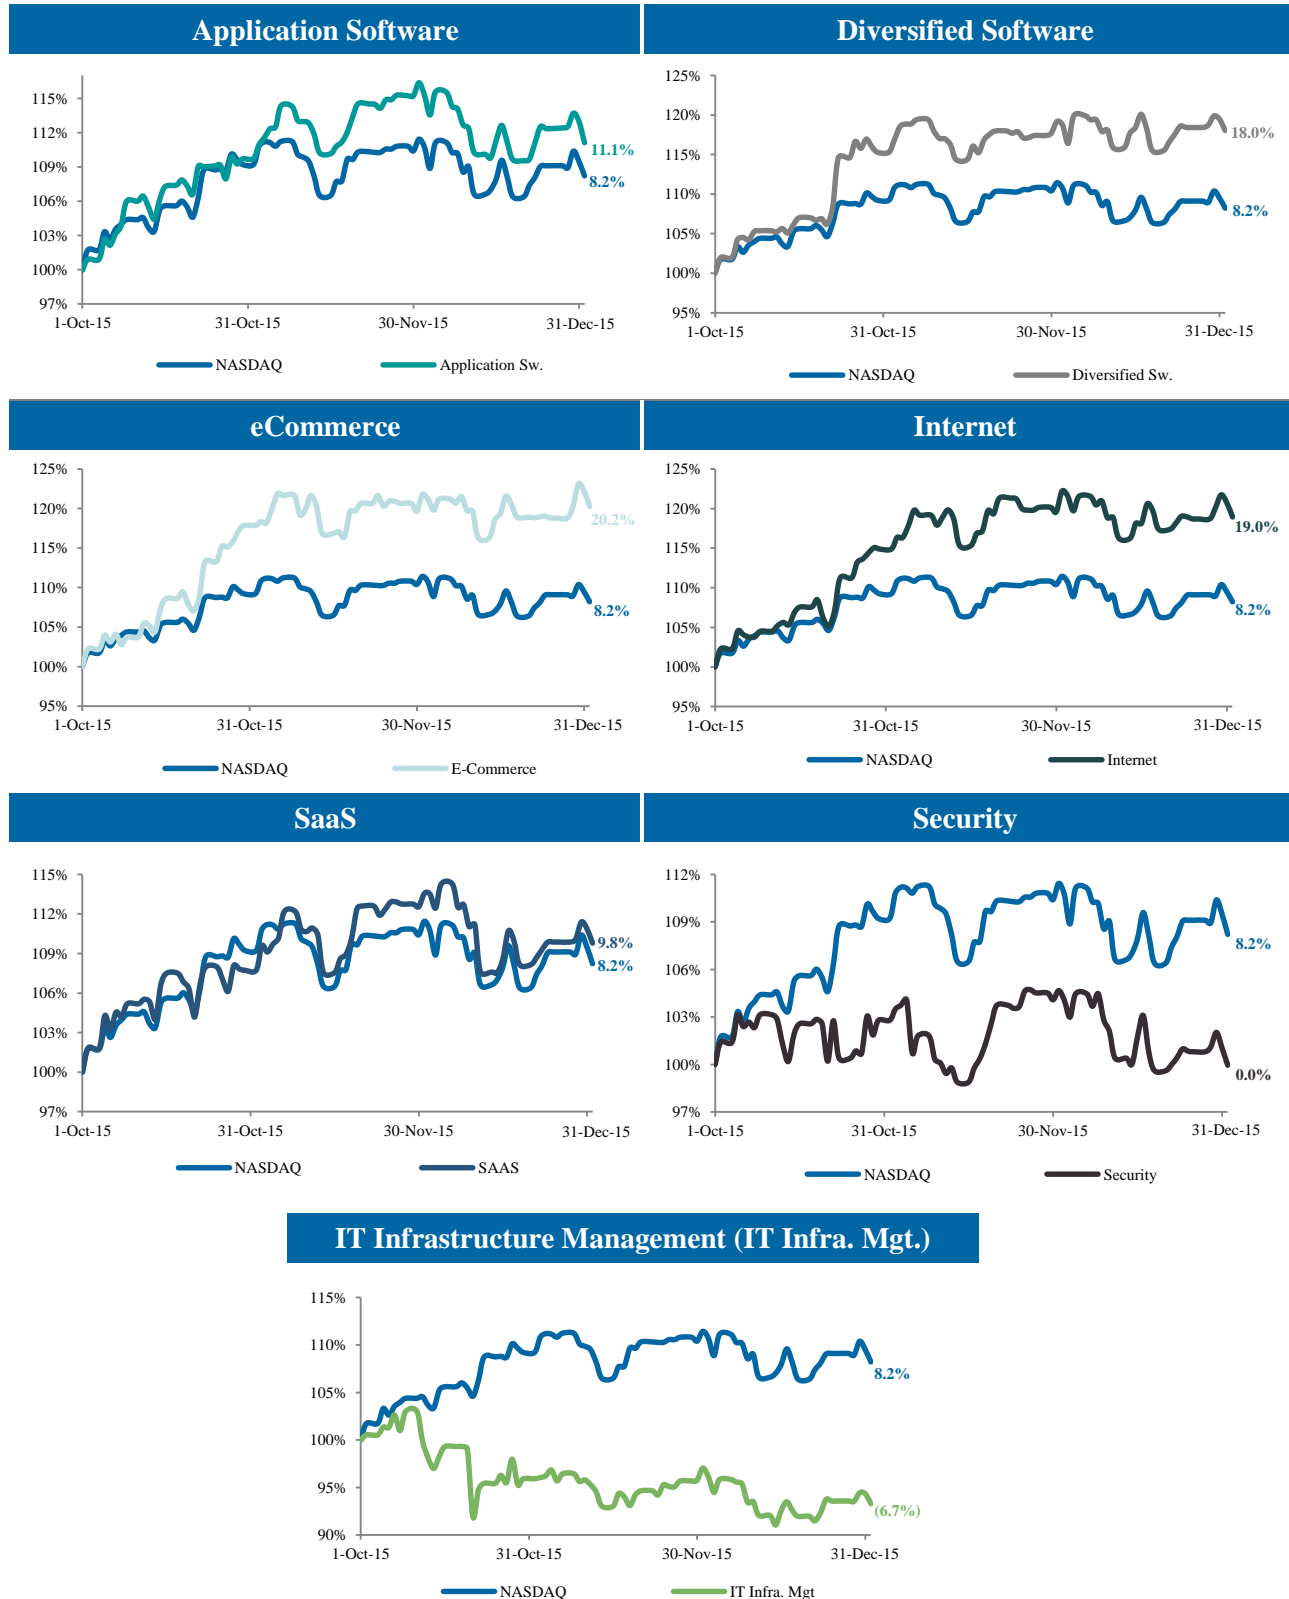 Application Software
115%
112%
109%
106%
103%
100%
97%
11.1%
8.2%
1-Oct-15 31-Oct-15 30-Nov-15 31-Dec-15
NASDAQ Application Sw.
Diversified Software
125%
120%
115%
110%
105%
100%
95%
18.0%
8.2%
1-Oct-15 31-Oct-15 30-Nov-15 31-Dec-15
NASDAQ Diversified Sw.
eCommerce
125%
120%
115%
110%
105%
100%
95%
20.2%
8.2%
1-Oct-15 31-Oct-15 30-Nov-15 31-Dec-15
NASDAQ E-Commerce
Internet
125%
120%
115%
110%
105%
100%
95%
19.0%
8.2%
1-Oct-15 31-Oct-15 30-Nov-15 31-Dec-15
NASDAQ Internet
SaaS
115%
112%
109%
106%
103%
100%
97%
9.8%
8.2%
1-Oct-15 31-Oct-15 30-Nov-15 31-Dec-15
NASDAQ SAAS
Security
112%
109%
106%
103%
100%
97%
8.2%
0.0%
1-Oct-15 31-Oct-15 30-Nov-15 31-Dec-15
NASDAQ Security
IT Infrastructure Management (IT Infra. Mgt.)
115%
110%
105%
100%
95%
90%
8.2%
(6.7%)
1-Oct-15 31-Oct-15 30-Nov-15 31-Dec-15
NASDAQ IT Infra. Mgt